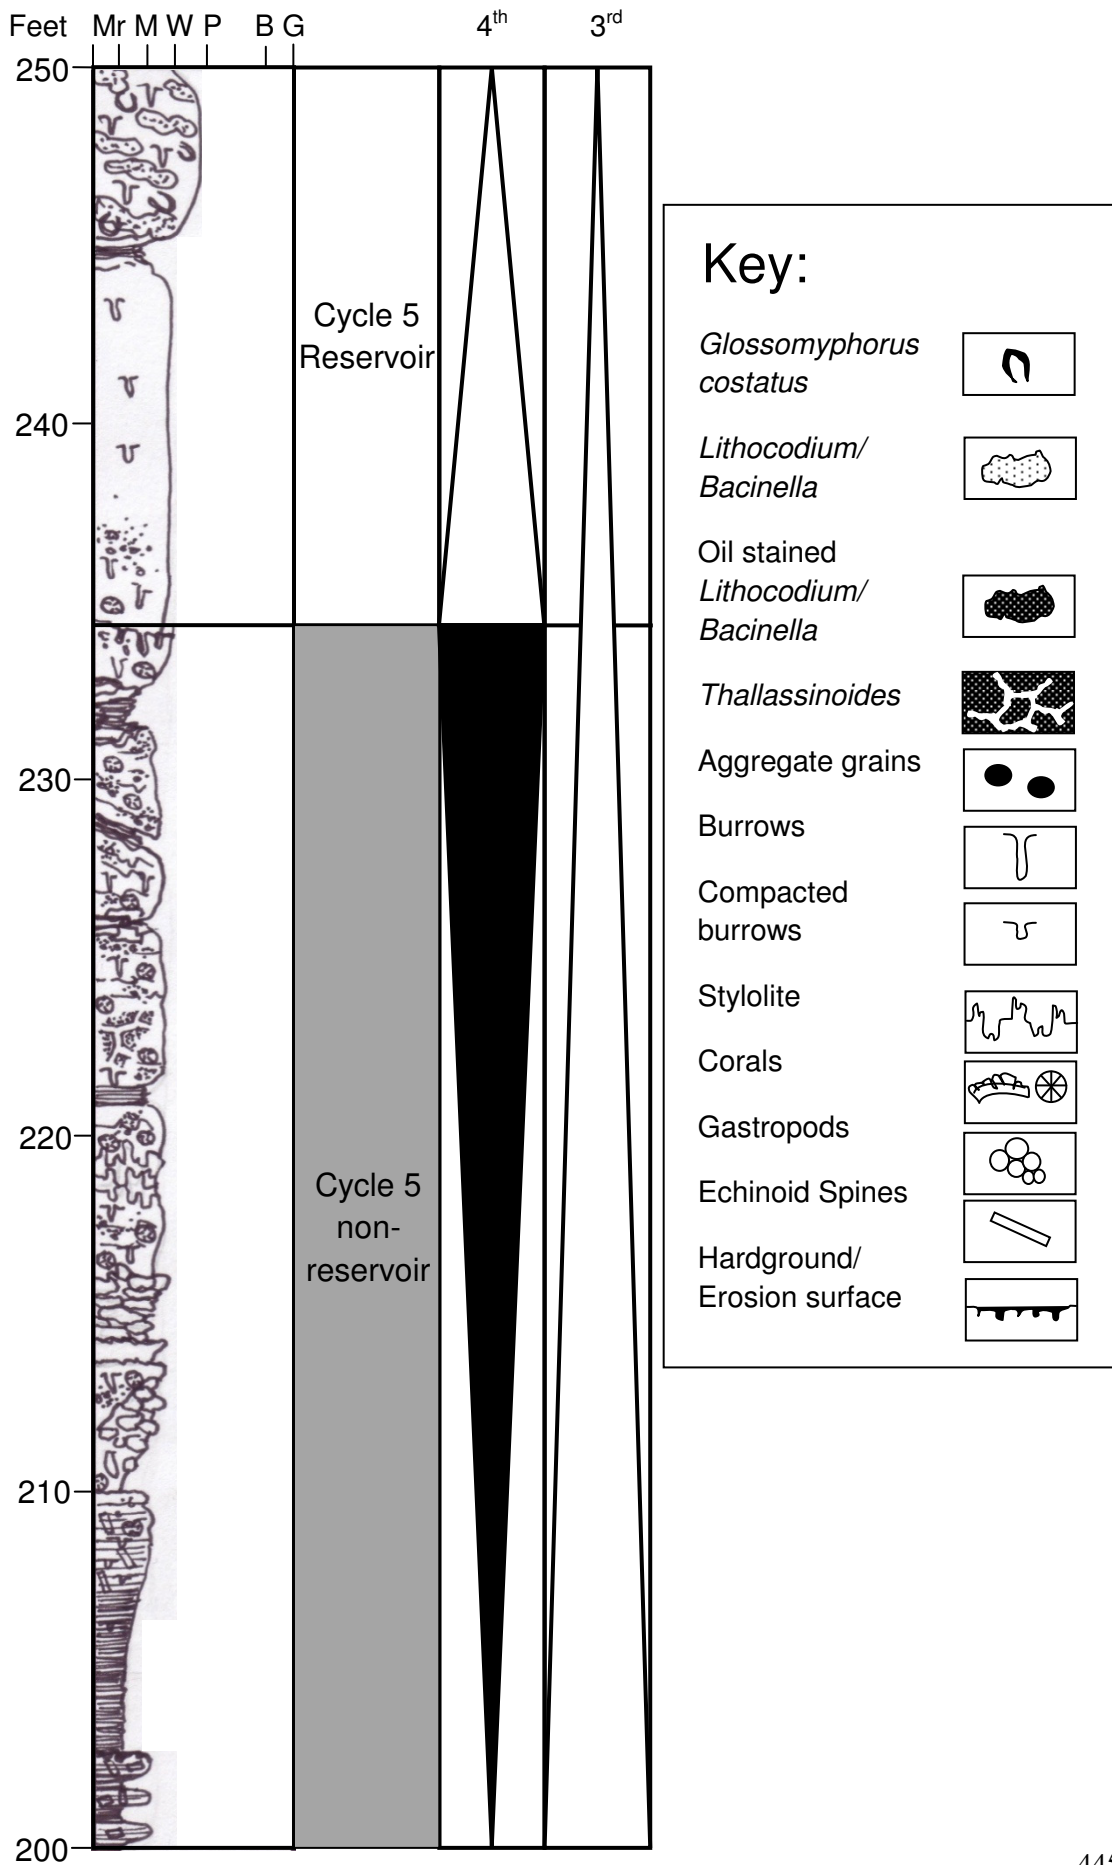 Feet Mr M W P B G 4th 3rd
250
240
230
220
210
200
Cycle 5
Reservoir
Cycle 5
non-
reservoir
Key:
Glossomyphorus
costatus
Lithocodium/
Bacinella
Oil stained
Lithocodium/
Bacinella
Thallassinoides
Aggregate grains
Burrows
Compacted
burrows
Stylolite
Corals
Gastropods
Echinoid Spines
Hardground/
Erosion surface